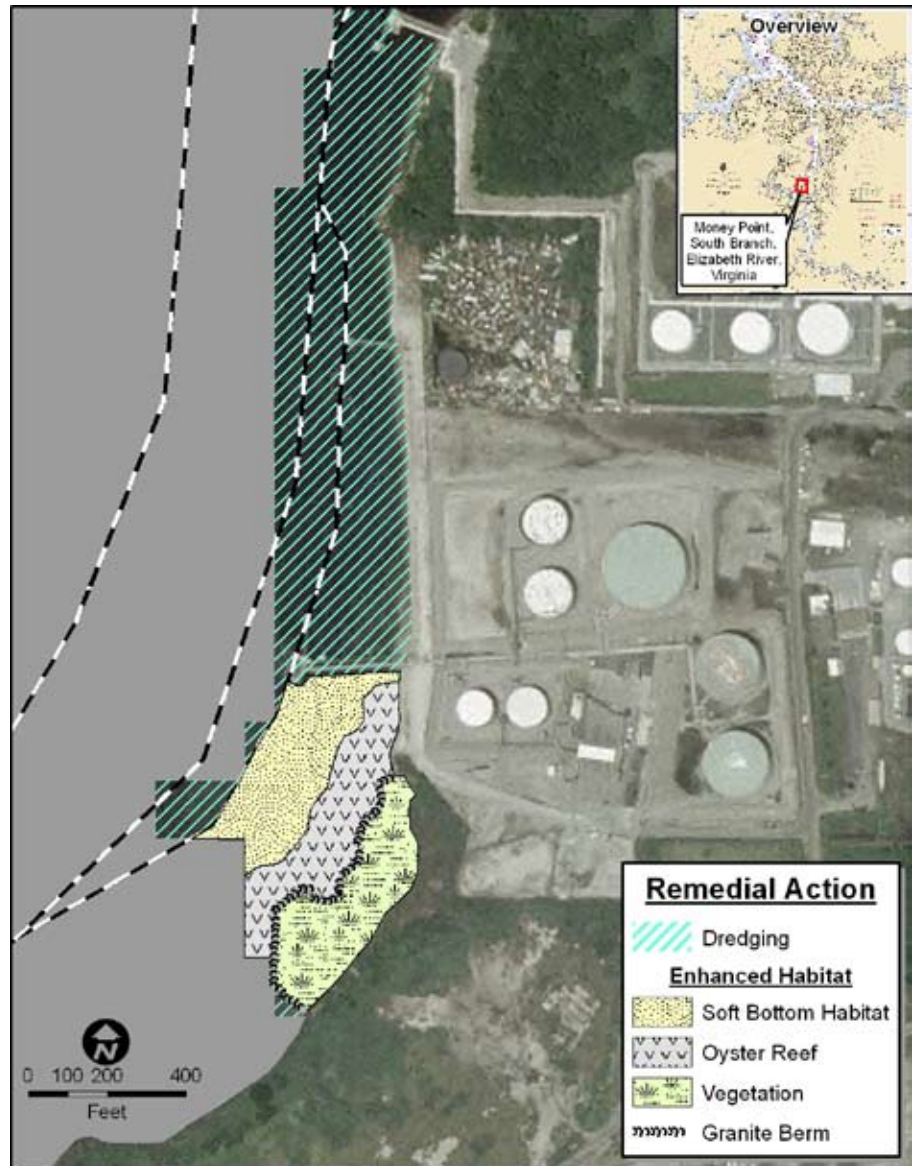 Overview
Money Point,
South Branch,
Elizabeth River,
Virginia
Remedial Action
Dredging
Enhanced Habitat
Soft Bottom Habitat
Oyster Reef
Vegetation
Granite Berm
N
0 100 200 400
Feet